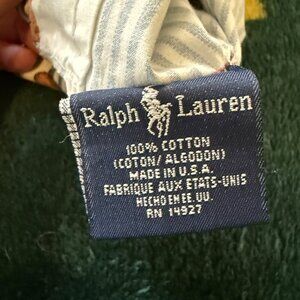 Ralph Lauren
100% COTTON
(COTON/ALGODON)
MADE IN U.S.A.
FABRIQUE AUX ETATS-UNIS
HECHO EN EE. UU.
RN 14927